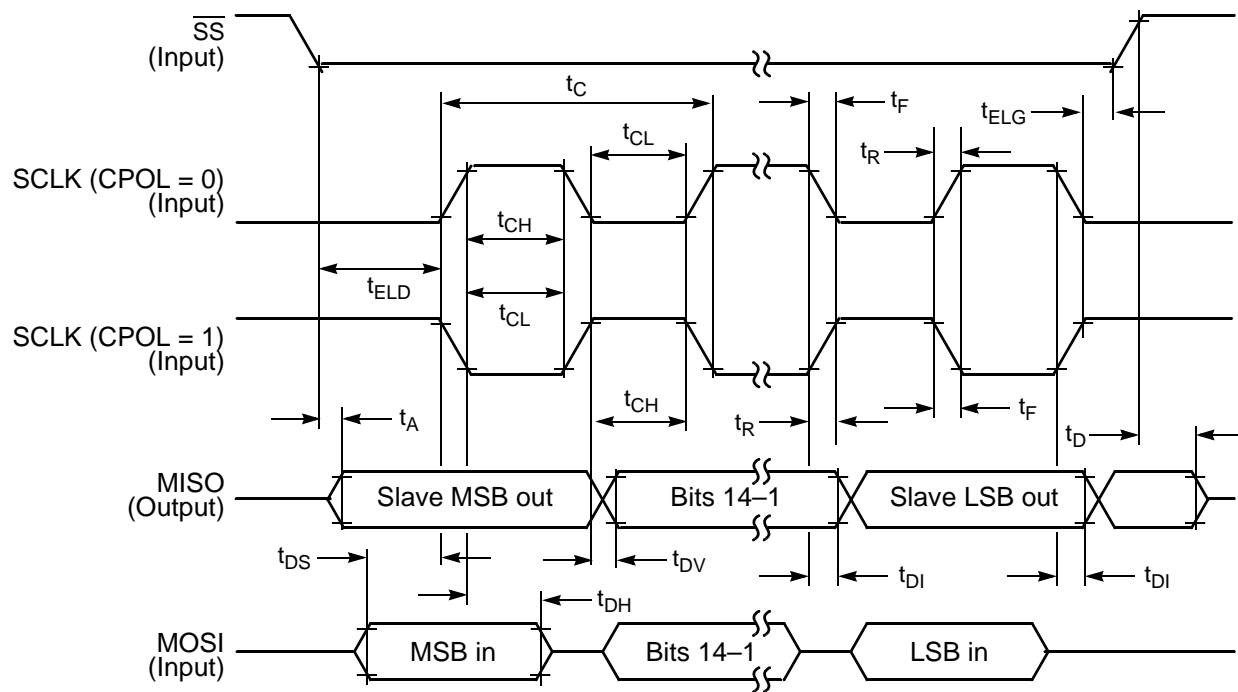 SS
(Input)
SCLK (CPOL = 0)
(Input)
SCLK (CPOL = 1)
(Input)
MISO
(Output)
MOSI
(Input)
tC
tCL
tF
tELG
tR
tCH
tELD
tCL
tCH
tA
tR
tF
tD
Slave MSB out
Bits 14–1
Slave LSB out
tDS
tDV
tDI
tDI
tDH
MSB in
Bits 14–1
LSB in